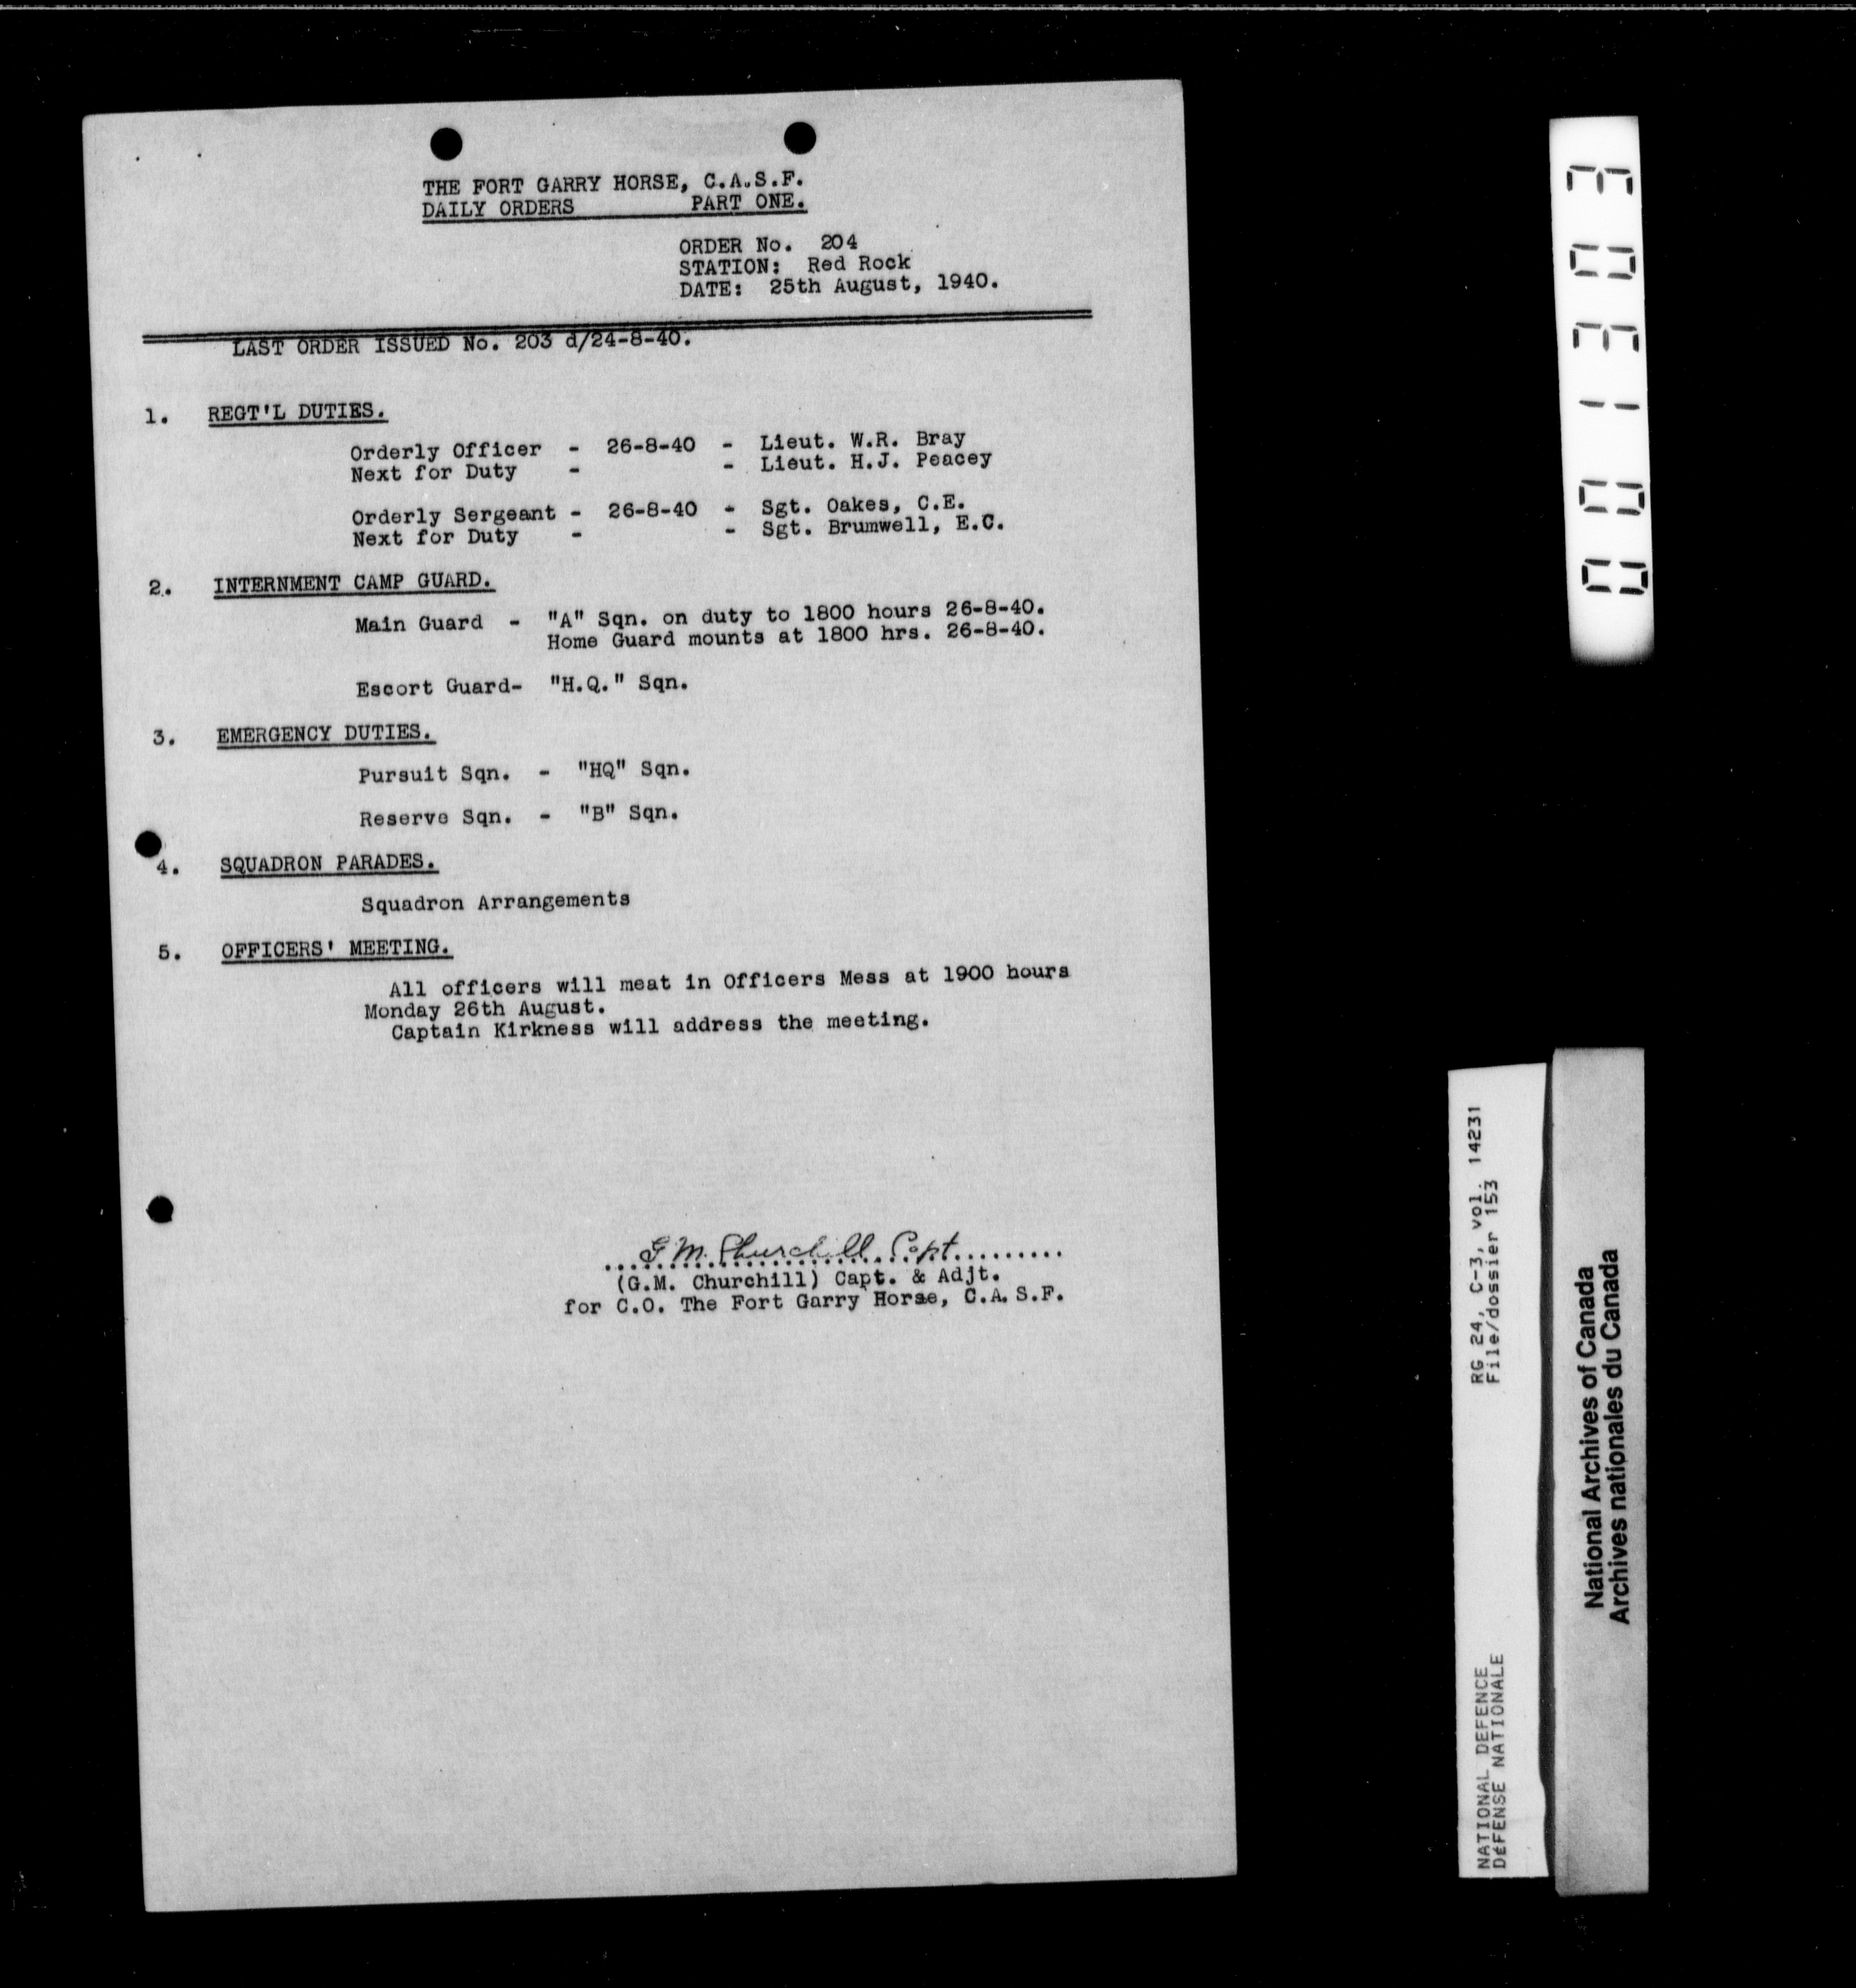 THE FORT GARRY HORSE, C.A.S.F.
DAILY ORDERS PART ONE.
ORDER No. 204
STATION: Red Rock
DATE: 25th August, 1940.
LAST ORDER ISSUED No. 203 d/24-8-40.
1. REGT'L DUTIES.
Orderly Officer - 26-8-40 - Lieut. W.R. Bray
Next for Duty - - Lieut. H.J. Peacey
Orderly Sergeant - 26-8-40 - Sgt. Oakes, C.E.
Next for Duty - - Sgt. Brumwell, E.C.
2. INTERNMENT CAMP GUARD.
Main Guard - "A" Sqn. on duty to 1800 hours 26-8-40.
Home Guard mounts at 1800 hrs. 26-8-40.
Escort Guard- "H.Q." Sqn.
3. EMERGENCY DUTIES.
Pursuit Sqn. - "HQ" Sqn.
Reserve Sqn. - "B" Sqn.
4. SQUADRON PARADES.
Squadron Arrangements
5. OFFICERS' MEETING.
All officers will meat in Officers Mess at 1900 hours
Monday 26th August.
Captain Kirkness will address the meeting.
G M. Churchill Capt
(G.M. Churchill) Capt. & Adjt.
for C.O. The Fort Garry Horse, C.A.S.F.
001303
NATIONAL DEFENCE RG 24, C-3, vol. 14231
DÉFENSE NATIONALE File/dossier 153
National Archives of Canada
Archives nationales du Canada